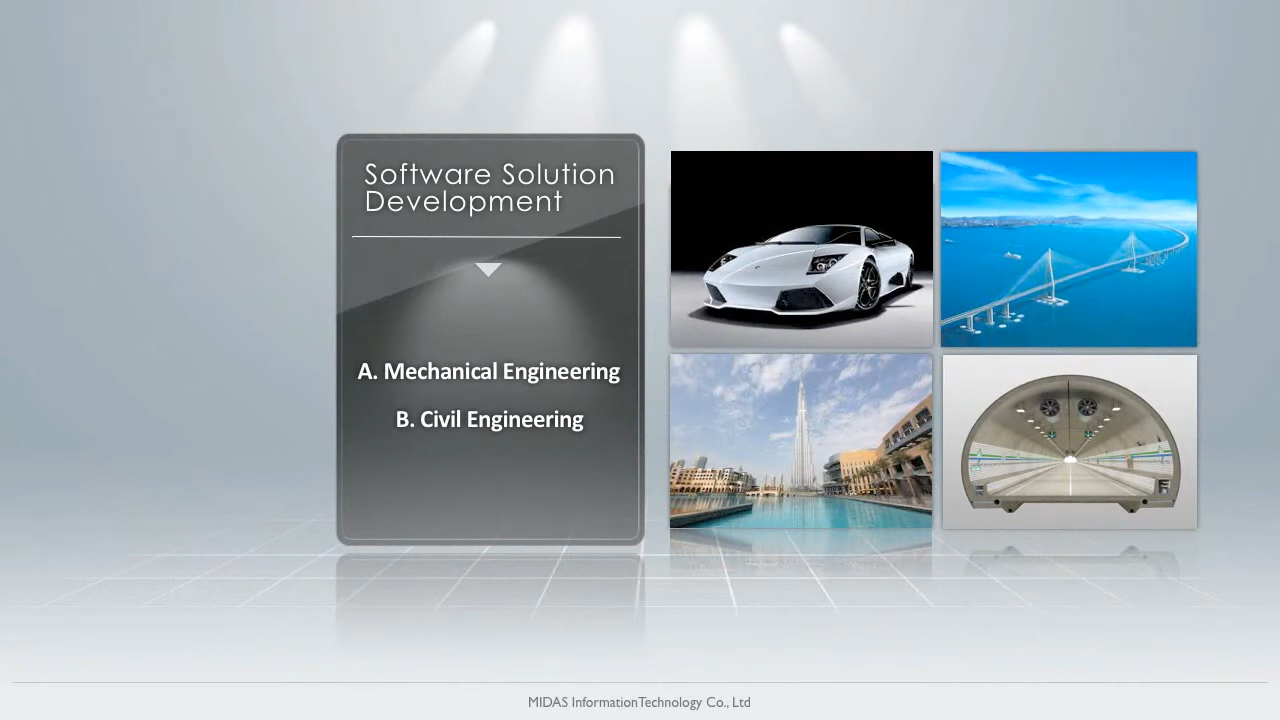 Software Solution
Development
A. Mechanical Engineering
B. Civil Engineering
MIDAS InformationTechnology Co., Ltd